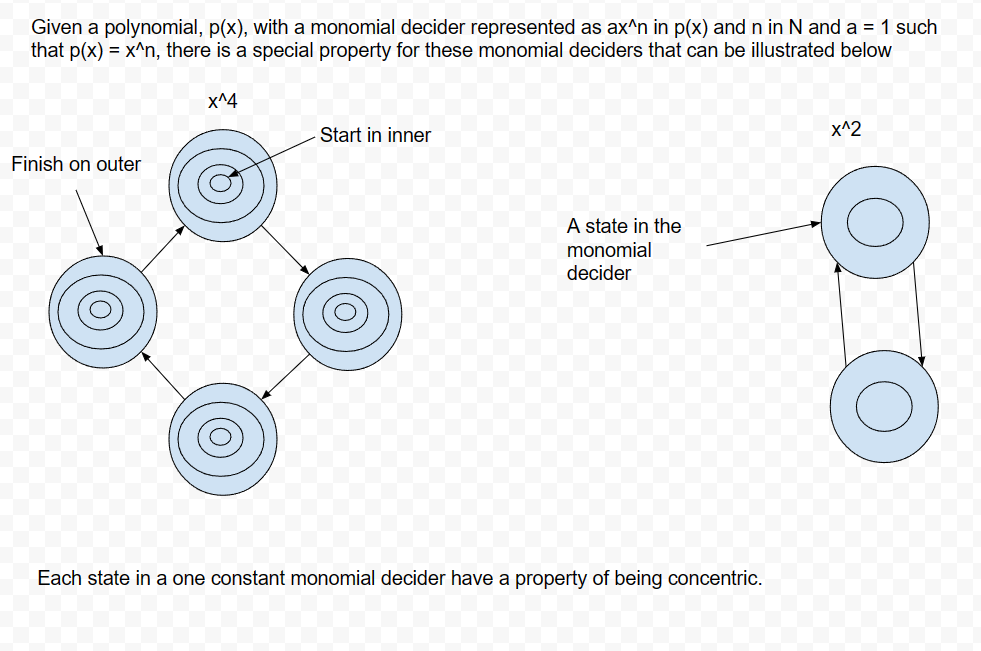 Given a polynomial, p(x), with a monomial decider represented as ax^n in p(x) and n in N and a = 1 such
that p(x) = x^n, there is a special property for these monomial deciders that can be illustrated below
x^4
Start in inner
Finish on outer
x^2
A state in the
monomial
decider
Each state in a one constant monomial decider have a property of being concentric.